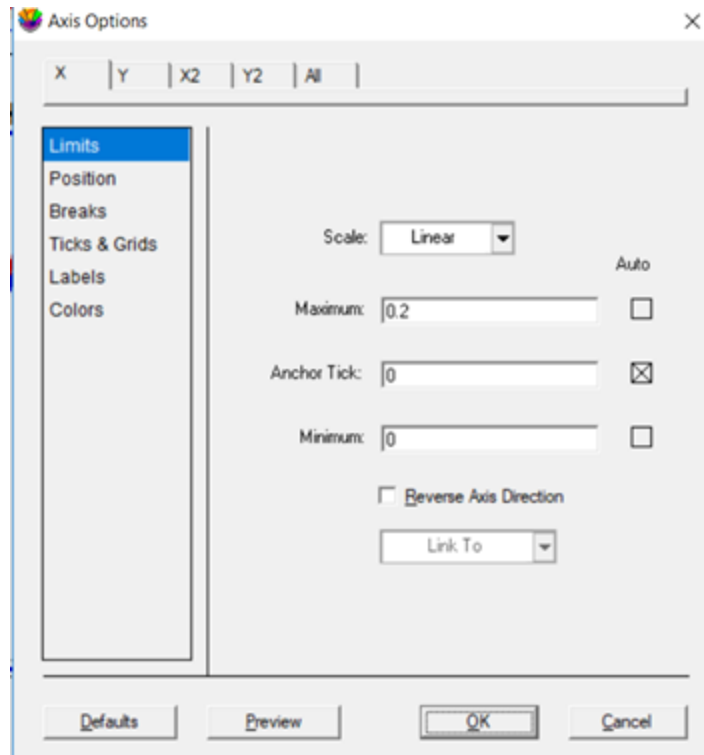 Axis Options
X Y X2 Y2 All
Limits
Position
Breaks
Ticks & Grids
Labels
Colors
Scale: Linear
Auto
Maximum: 0.2
Anchor Tick: 0
Minimum: 0
Reverse Axis Direction
Link To
Defaults Preview OK Cancel